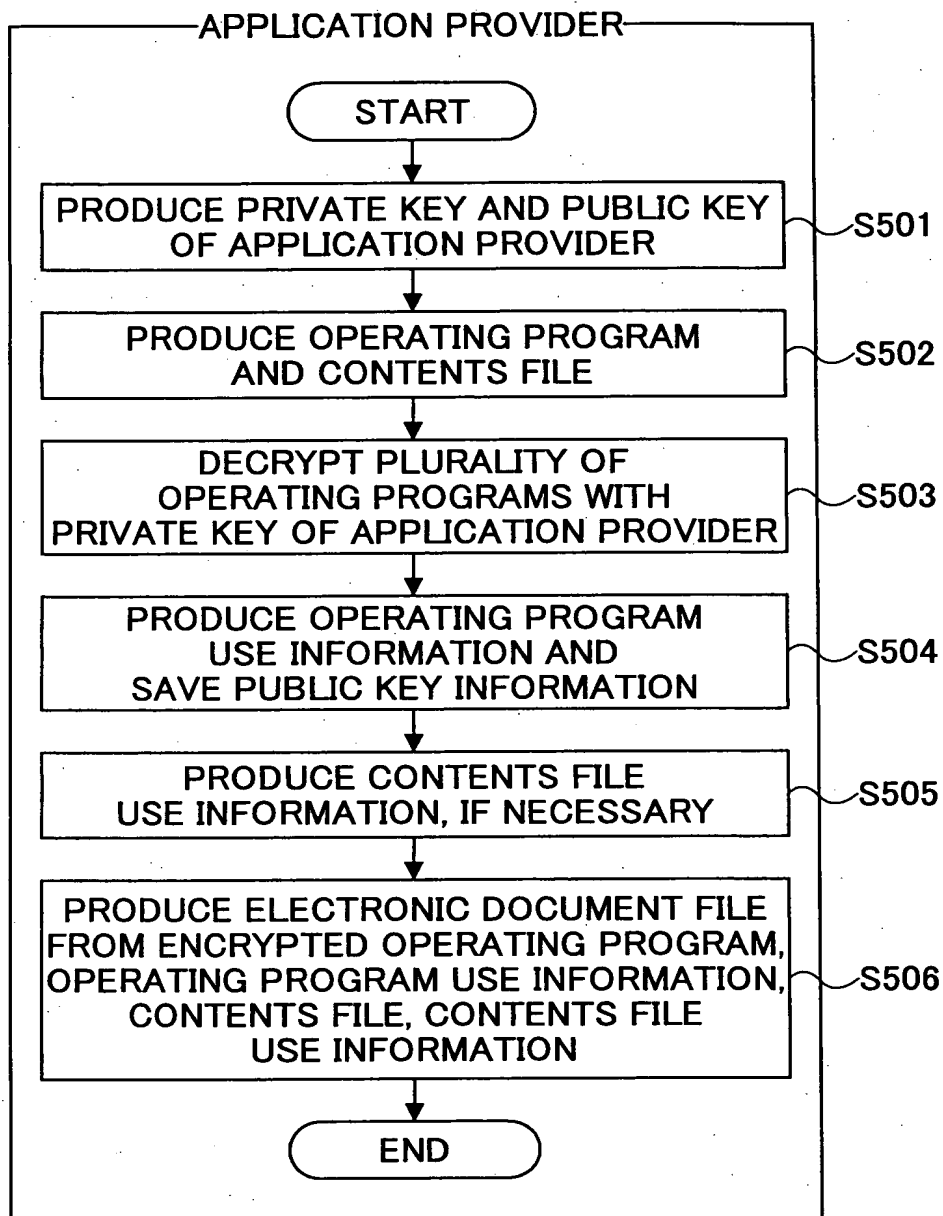 APPLICATION PROVIDER
START
PRODUCE PRIVATE KEY AND PUBLIC KEY
OF APPLICATION PROVIDER
S501
PRODUCE OPERATING PROGRAM
AND CONTENTS FILE
S502
DECRYPT PLURALITY OF
OPERATING PROGRAMS WITH
PRIVATE KEY OF APPLICATION PROVIDER
S503
PRODUCE OPERATING PROGRAM
USE INFORMATION AND
SAVE PUBLIC KEY INFORMATION
S504
PRODUCE CONTENTS FILE
USE INFORMATION, IF NECESSARY
S505
PRODUCE ELECTRONIC DOCUMENT FILE
FROM ENCRYPTED OPERATING PROGRAM,
OPERATING PROGRAM USE INFORMATION,
CONTENTS FILE, CONTENTS FILE
USE INFORMATION
S506
END